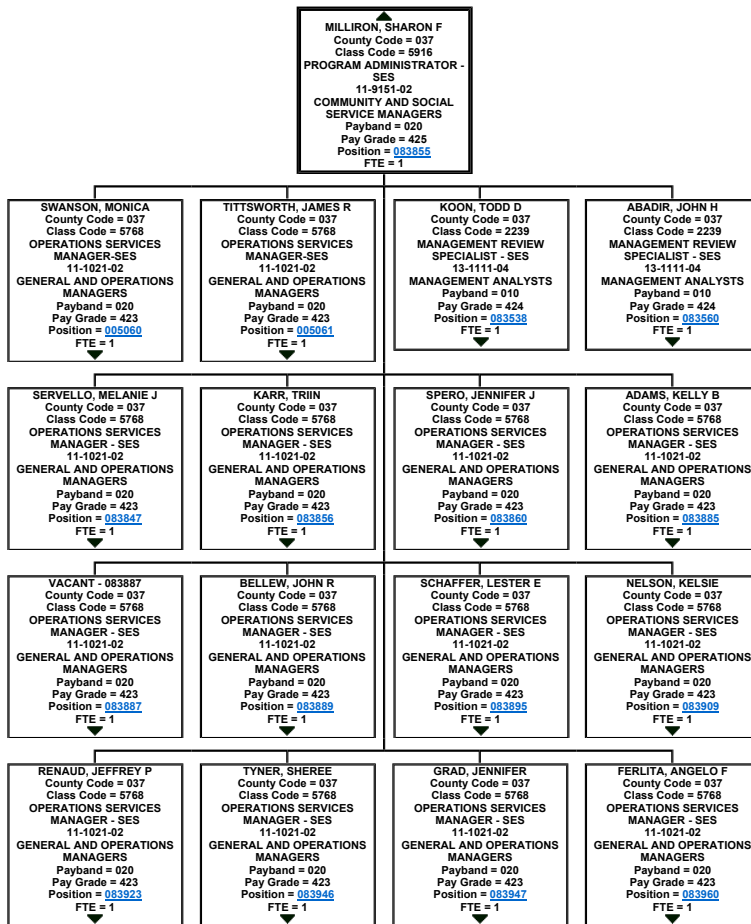 MILLIRON, SHARON F
County Code = 037
Class Code = 5916
PROGRAM ADMINISTRATOR -
SES
11-9151-02
COMMUNITY AND SOCIAL
SERVICE MANAGERS
Payband = 020
Pay Grade = 425
Position = 083855
FTE = 1
SWANSON, MONICA
County Code = 037
Class Code = 5768
OPERATIONS SERVICES
MANAGER-SES
11-1021-02
GENERAL AND OPERATIONS
MANAGERS
Payband = 020
Pay Grade = 423
Position = 005060
FTE = 1
TITTSWORTH, JAMES R
County Code = 037
Class Code = 5768
OPERATIONS SERVICES
MANAGER-SES
11-1021-02
GENERAL AND OPERATIONS
MANAGERS
Payband = 020
Pay Grade = 423
Position = 005061
FTE = 1
KOON, TODD D
County Code = 037
Class Code = 2239
MANAGEMENT REVIEW
SPECIALIST - SES
13-1111-04
MANAGEMENT ANALYSTS
Payband = 010
Pay Grade = 424
Position = 083538
FTE = 1
ABADIR, JOHN H
County Code = 037
Class Code = 2239
MANAGEMENT REVIEW
SPECIALIST - SES
13-1111-04
MANAGEMENT ANALYSTS
Payband = 010
Pay Grade = 424
Position = 083560
FTE = 1
SERVELLO, MELANIE J
County Code = 037
Class Code = 5768
OPERATIONS SERVICES
MANAGER - SES
11-1021-02
GENERAL AND OPERATIONS
MANAGERS
Payband = 020
Pay Grade = 423
Position = 083847
FTE = 1
KARR, TRIIN
County Code = 037
Class Code = 5768
OPERATIONS SERVICES
MANAGER - SES
11-1021-02
GENERAL AND OPERATIONS
MANAGERS
Payband = 020
Pay Grade = 423
Position = 083856
FTE = 1
SPERO, JENNIFER J
County Code = 037
Class Code = 5768
OPERATIONS SERVICES
MANAGER - SES
11-1021-02
GENERAL AND OPERATIONS
MANAGERS
Payband = 020
Pay Grade = 423
Position = 083860
FTE = 1
ADAMS, KELLY B
County Code = 037
Class Code = 5768
OPERATIONS SERVICES
MANAGER - SES
11-1021-02
GENERAL AND OPERATIONS
MANAGERS
Payband = 020
Pay Grade = 423
Position = 083885
FTE = 1
VACANT - 083887
County Code = 037
Class Code = 5768
OPERATIONS SERVICES
MANAGER - SES
11-1021-02
GENERAL AND OPERATIONS
MANAGERS
Payband = 020
Pay Grade = 423
Position = 083887
FTE = 1
BELLEW, JOHN R
County Code = 037
Class Code = 5768
OPERATIONS SERVICES
MANAGER - SES
11-1021-02
GENERAL AND OPERATIONS
MANAGERS
Payband = 020
Pay Grade = 423
Position = 083889
FTE = 1
SCHAFFER, LESTER E
County Code = 037
Class Code = 5768
OPERATIONS SERVICES
MANAGER - SES
11-1021-02
GENERAL AND OPERATIONS
MANAGERS
Payband = 020
Pay Grade = 423
Position = 083895
FTE = 1
NELSON, KELSIE
County Code = 037
Class Code = 5768
OPERATIONS SERVICES
MANAGER - SES
11-1021-02
GENERAL AND OPERATIONS
MANAGERS
Payband = 020
Pay Grade = 423
Position = 083909
FTE = 1
RENAUD, JEFFREY P
County Code = 037
Class Code = 5768
OPERATIONS SERVICES
MANAGER - SES
11-1021-02
GENERAL AND OPERATIONS
MANAGERS
Payband = 020
Pay Grade = 423
Position = 083923
FTE = 1
TYNER, SHEREE
County Code = 037
Class Code = 5768
OPERATIONS SERVICES
MANAGER - SES
11-1021-02
GENERAL AND OPERATIONS
MANAGERS
Payband = 020
Pay Grade = 423
Position = 083946
FTE = 1
GRAD, JENNIFER
County Code = 037
Class Code = 5768
OPERATIONS SERVICES
MANAGER - SES
11-1021-02
GENERAL AND OPERATIONS
MANAGERS
Payband = 020
Pay Grade = 423
Position = 083947
FTE = 1
FERLITA, ANGELO F
County Code = 037
Class Code = 5768
OPERATIONS SERVICES
MANAGER - SES
11-1021-02
GENERAL AND OPERATIONS
MANAGERS
Payband = 020
Pay Grade = 423
Position = 083960
FTE = 1